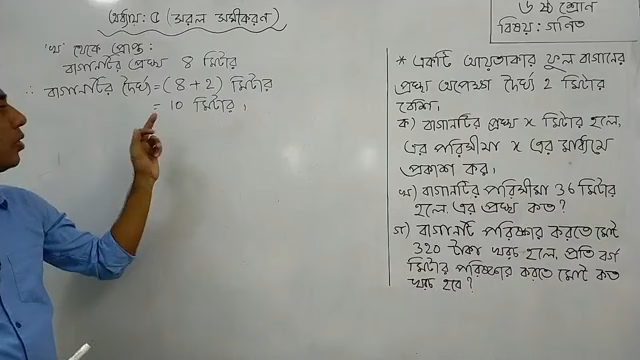 অধ্যায়: ৫ (সরল সমীকরণ)
৬ষ্ঠ শ্রেনি
বিষয়: গণিত
'খ' থেকে প্রাপ্ত:
বাগানটির প্রস্থ 8 মিটার
∴ বাগানটির দৈর্ঘ্য = (8+2) মিটার
= 10 মিটার।
* একটি আয়তাকার ফুল বাগানের
প্রস্থ অপেক্ষা দৈর্ঘ্য 2 মিটার
বেশি।
ক) বাগানটির প্রস্থ x মিটার হলে,
এর পরিসীমা x এর মাধ্যমে
প্রকাশ কর।
খ) বাগানটির পরিসীমা 36 মিটার
হলে, এর প্রস্থ কত?
গ) বাগানটি পরিষ্কার করতে মোট
320 টাকা খরচ হলে, প্রতি বর্গ
মিটার পরিষ্কার করতে মোট কত
খরচ হবে?